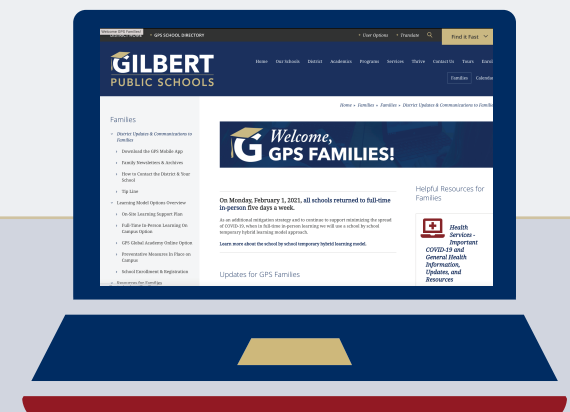 Welcome GPS Families!
GPS SCHOOL DIRECTORY
User Options
Translate
Find it Fast
GILBERT
PUBLIC SCHOOLS
Home Our Schools District Academics Programs Services Thrive Contact Us Tours Enrol
Families Calenda
Home » Families » Families » District Updates & Communications to Familie
Families
District Updates & Communications to
Families
Download the GPS Mobile App
Family Newsletters & Archives
How to Contact the District & Your
School
Tip Line
Learning Model Options Overview
On-Site Learning Support Plan
Full-Time In-Person Learning On
Campus Option
GPS Global Academy Online Option
Preventative Measures In Place on
Campus
School Enrollment & Registration
Resources for Families
G Welcome,
GPS FAMILIES!
On Monday, February 1, 2021, all schools returned to full-time
in-person five days a week.
As an additional mitigation strategy and to continue to support minimizing the spread
of COVID-19, when in full-time in-person learning we will use a school by school
temporary hybrid learning model approach.
Learn more about the school by school temporary hybrid learning model.
Updates for GPS Families
Helpful Resources for
Families
Health
Services -
Important
COVID-19 and
General Health
Information,
Updates, and
Resources